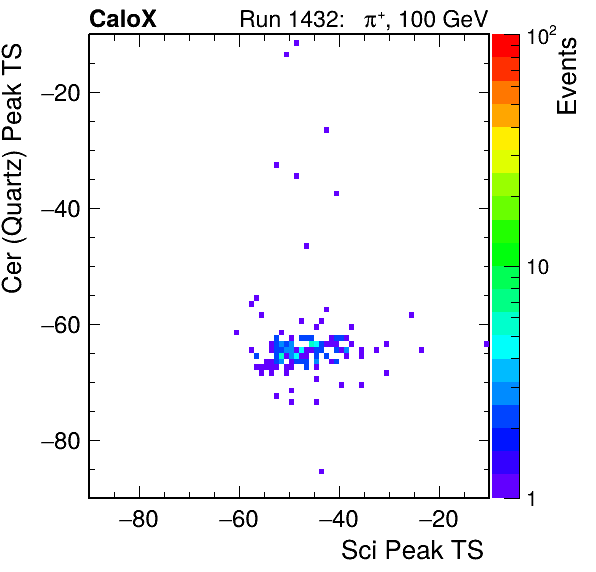 CaloX Run 1432: π⁺, 100 GeV
Cer (Quartz) Peak TS
−20
−40
−60
−80
−80 −60 −40 −20
Sci Peak TS
10²
10
1
Events